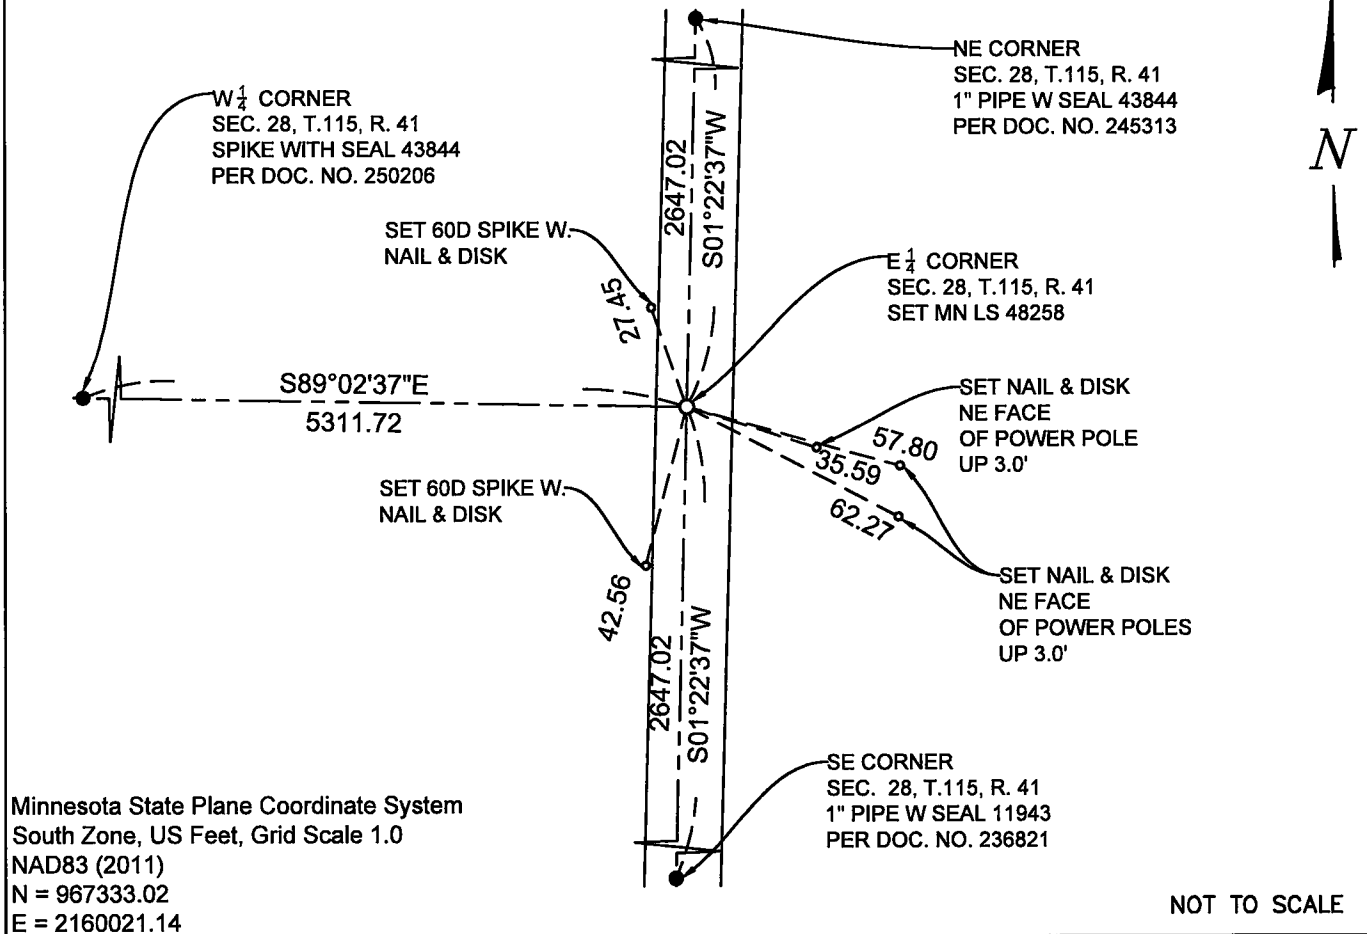 NE CORNER
SEC. 28, T.115, R. 41
1" PIPE W SEAL 43844
PER DOC. NO. 245313
W 1/4 CORNER
SEC. 28, T.115, R. 41
SPIKE WITH SEAL 43844
PER DOC. NO. 250206
N
2647.02
S01°22'37"W
SET 60D SPIKE W.
NAIL & DISK
27.45
E 1/4 CORNER
SEC. 28, T.115, R. 41
SET MN LS 48258
S89°02'37"E
5311.72
SET NAIL & DISK
NE FACE
OF POWER POLE
UP 3.0'
57.80
35.59
62.27
SET 60D SPIKE W.
NAIL & DISK
42.56
SET NAIL & DISK
NE FACE
OF POWER POLES
UP 3.0'
2647.02
S01°22'37"W
SE CORNER
SEC. 28, T.115, R. 41
1" PIPE W SEAL 11943
PER DOC. NO. 236821
Minnesota State Plane Coordinate System
South Zone, US Feet, Grid Scale 1.0
NAD83 (2011)
N = 967333.02
E = 2160021.14
NOT TO SCALE